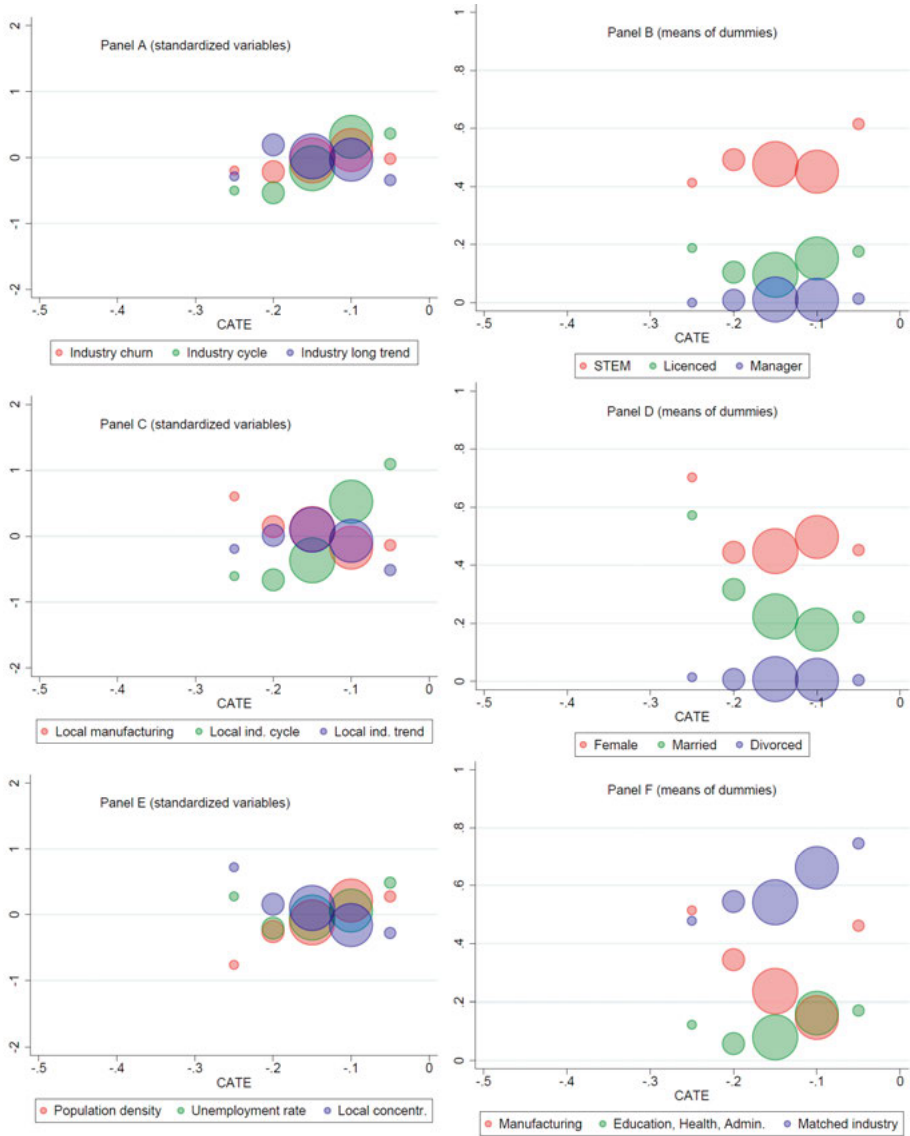 Panel A (standardized variables)
2
1
0
-1
-2
-.5 -.4 -.3 -.2 -.1 0
CATE
Industry churn Industry cycle Industry long trend
Panel B (means of dummies)
1
.8
.6
.4
.2
0
-.5 -.4 -.3 -.2 -.1 0
CATE
STEM Licenced Manager
Panel C (standardized variables)
2
1
0
-1
-2
-.5 -.4 -.3 -.2 -.1 0
CATE
Local manufacturing Local ind. cycle Local ind. trend
Panel D (means of dummies)
1
.8
.6
.4
.2
0
-.5 -.4 -.3 -.2 -.1 0
CATE
Female Married Divorced
Panel E (standardized variables)
2
1
0
-1
-2
-.5 -.4 -.3 -.2 -.1 0
CATE
Population density Unemployment rate Local concentr.
Panel F (means of dummies)
1
.8
.6
.4
.2
0
-.5 -.4 -.3 -.2 -.1 0
CATE
Manufacturing Education, Health, Admin. Matched industry